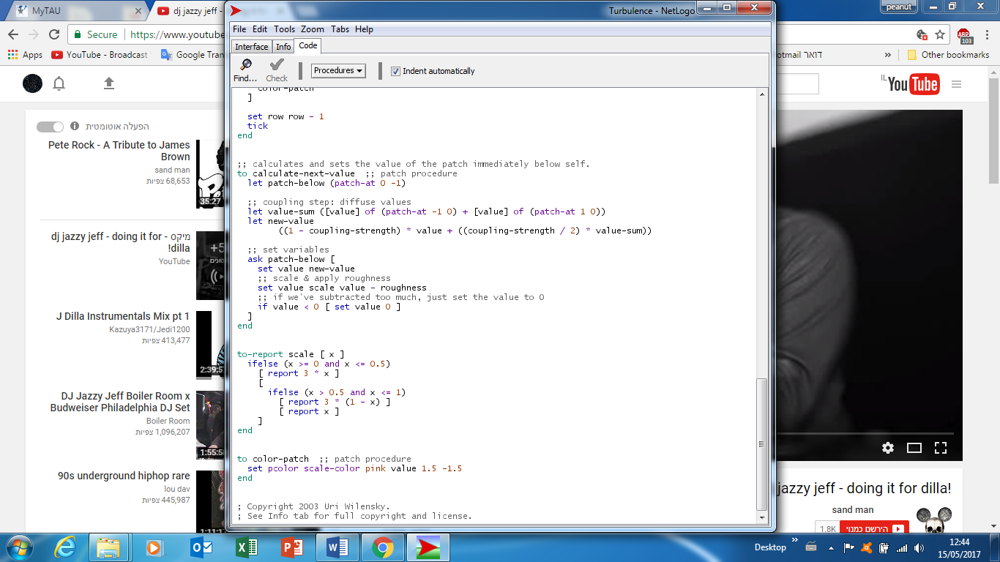 MyTAU
dj jazzy jeff -
Turbulence - NetLogo
peanut
Secure
https://www.youtube
ABP
103
Apps
YouTube - Broadcast
Google Tran
otmail דואר
»
Other bookmarks
File Edit Tools Zoom Tabs Help
Interface Info Code
Find... Check
Procedures
Indent automatically
color-patch
]
set row row - 1
tick
end
;; calculates and sets the value of the patch immediately below self.
to calculate-next-value ;; patch procedure
let patch-below (patch-at 0 -1)
;; coupling step: diffuse values
let value-sum ([value] of (patch-at -1 0) + [value] of (patch-at 1 0))
let new-value
((1 - coupling-strength) * value + ((coupling-strength / 2) * value-sum))
;; set variables
ask patch-below [
set value new-value
;; scale & apply roughness
set value scale value - roughness
;; if we've subtracted too much, just set the value to 0
if value < 0 [ set value 0 ]
]
end
to-report scale [ x ]
ifelse (x >= 0 and x <= 0.5)
[ report 3 * x ]
[
ifelse (x > 0.5 and x <= 1)
[ report 3 * (1 - x) ]
[ report x ]
]
end
to color-patch ;; patch procedure
set pcolor scale-color pink value 1.5 -1.5
end
; Copyright 2003 Uri Wilensky.
; See Info tab for full copyright and license.
הפעלה אוטומטית
Pete Rock - A Tribute to James
Brown
sand man
68,653 צפיות
35:27
מיקס - dj jazzy jeff - doing it for
dilla!
YouTube
50+
J Dilla Instrumentals Mix pt 1
Kazuya3171/Jedi1200
413,477 צפיות
2:39:5
DJ Jazzy Jeff Boiler Room x
Budweiser Philadelphia DJ Set
Boiler Room
1,096,207 צפיות
1:55:5
90s underground hiphop rare
lou dav
445,987 צפיות
1:11:1
YouTube IL
jazzy jeff - doing it for dilla!
sand man
הירשם כמנוי
1.8K
Desktop
»
12:44
15/05/2017